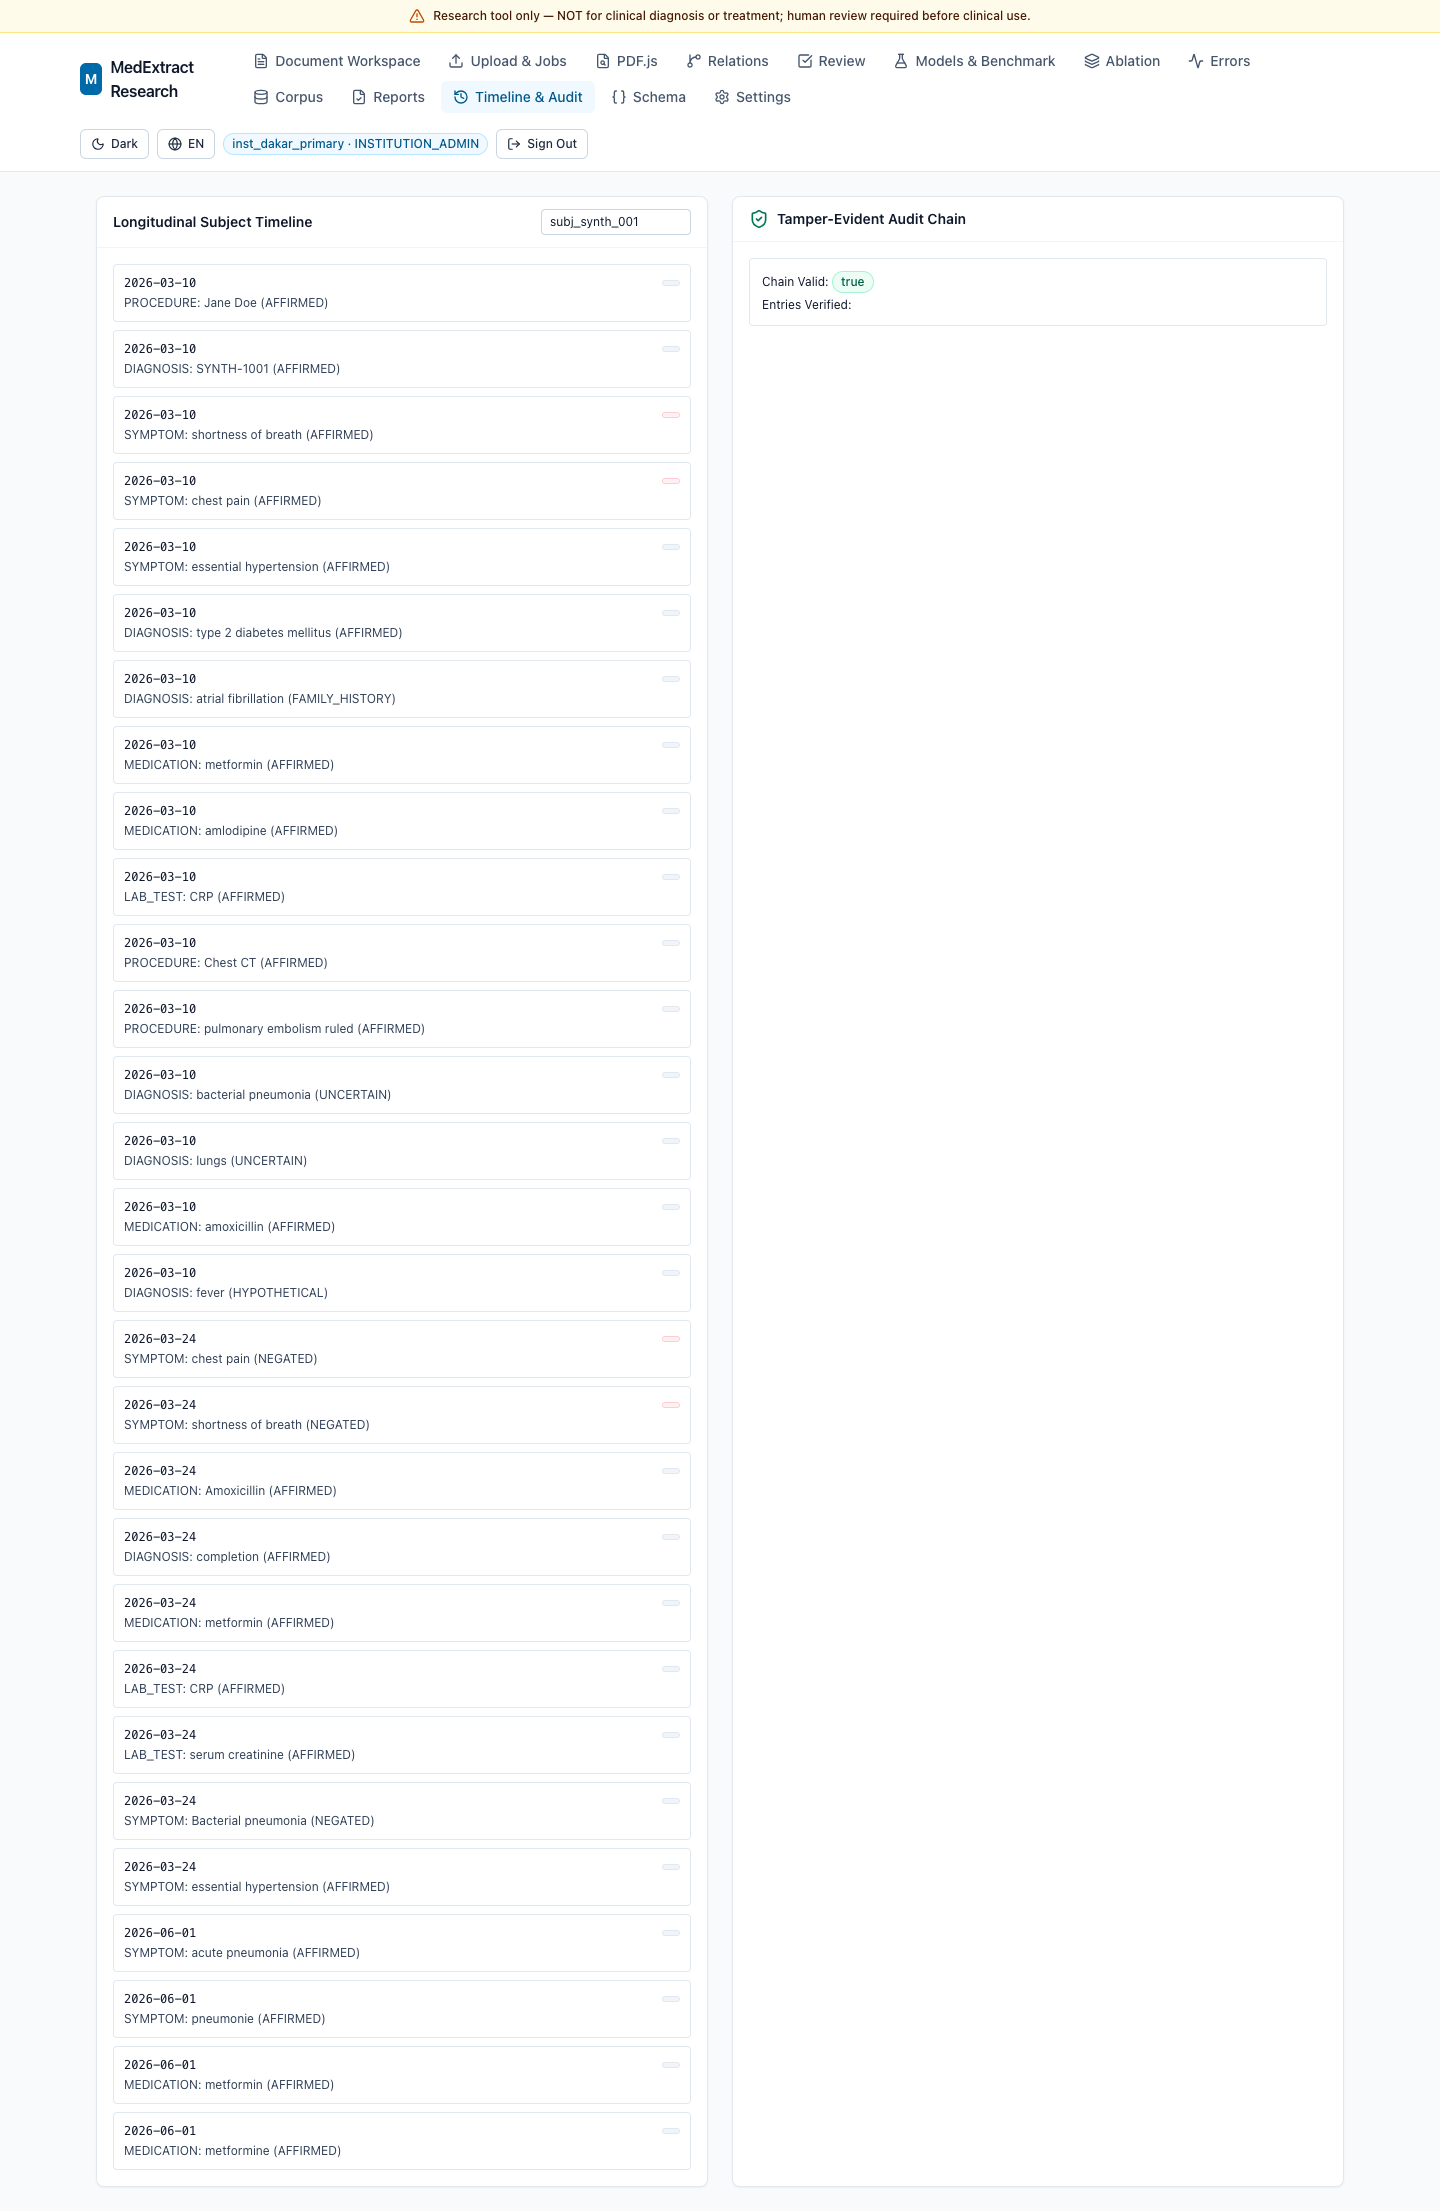 Research tool only — NOT for clinical diagnosis or treatment; human review required before clinical use.
M
MedExtract
Research
Document Workspace
Upload & Jobs
PDF.js
Relations
Review
Models & Benchmark
Ablation
Errors
Corpus
Reports
Timeline & Audit
Schema
Settings
Dark
EN
inst_dakar_primary · INSTITUTION_ADMIN
Sign Out
Longitudinal Subject Timeline
subj_synth_001
2026-03-10
PROCEDURE: Jane Doe (AFFIRMED)
2026-03-10
DIAGNOSIS: SYNTH-1001 (AFFIRMED)
2026-03-10
SYMPTOM: shortness of breath (AFFIRMED)
2026-03-10
SYMPTOM: chest pain (AFFIRMED)
2026-03-10
SYMPTOM: essential hypertension (AFFIRMED)
2026-03-10
DIAGNOSIS: type 2 diabetes mellitus (AFFIRMED)
2026-03-10
DIAGNOSIS: atrial fibrillation (FAMILY_HISTORY)
2026-03-10
MEDICATION: metformin (AFFIRMED)
2026-03-10
MEDICATION: amlodipine (AFFIRMED)
2026-03-10
LAB_TEST: CRP (AFFIRMED)
2026-03-10
PROCEDURE: Chest CT (AFFIRMED)
2026-03-10
PROCEDURE: pulmonary embolism ruled (AFFIRMED)
2026-03-10
DIAGNOSIS: bacterial pneumonia (UNCERTAIN)
2026-03-10
DIAGNOSIS: lungs (UNCERTAIN)
2026-03-10
MEDICATION: amoxicillin (AFFIRMED)
2026-03-10
DIAGNOSIS: fever (HYPOTHETICAL)
2026-03-24
SYMPTOM: chest pain (NEGATED)
2026-03-24
SYMPTOM: shortness of breath (NEGATED)
2026-03-24
MEDICATION: Amoxicillin (AFFIRMED)
2026-03-24
DIAGNOSIS: completion (AFFIRMED)
2026-03-24
MEDICATION: metformin (AFFIRMED)
2026-03-24
LAB_TEST: CRP (AFFIRMED)
2026-03-24
LAB_TEST: serum creatinine (AFFIRMED)
2026-03-24
SYMPTOM: Bacterial pneumonia (NEGATED)
2026-03-24
SYMPTOM: essential hypertension (AFFIRMED)
2026-06-01
SYMPTOM: acute pneumonia (AFFIRMED)
2026-06-01
SYMPTOM: pneumonie (AFFIRMED)
2026-06-01
MEDICATION: metformin (AFFIRMED)
2026-06-01
MEDICATION: metformine (AFFIRMED)
Tamper-Evident Audit Chain
Chain Valid: true
Entries Verified: